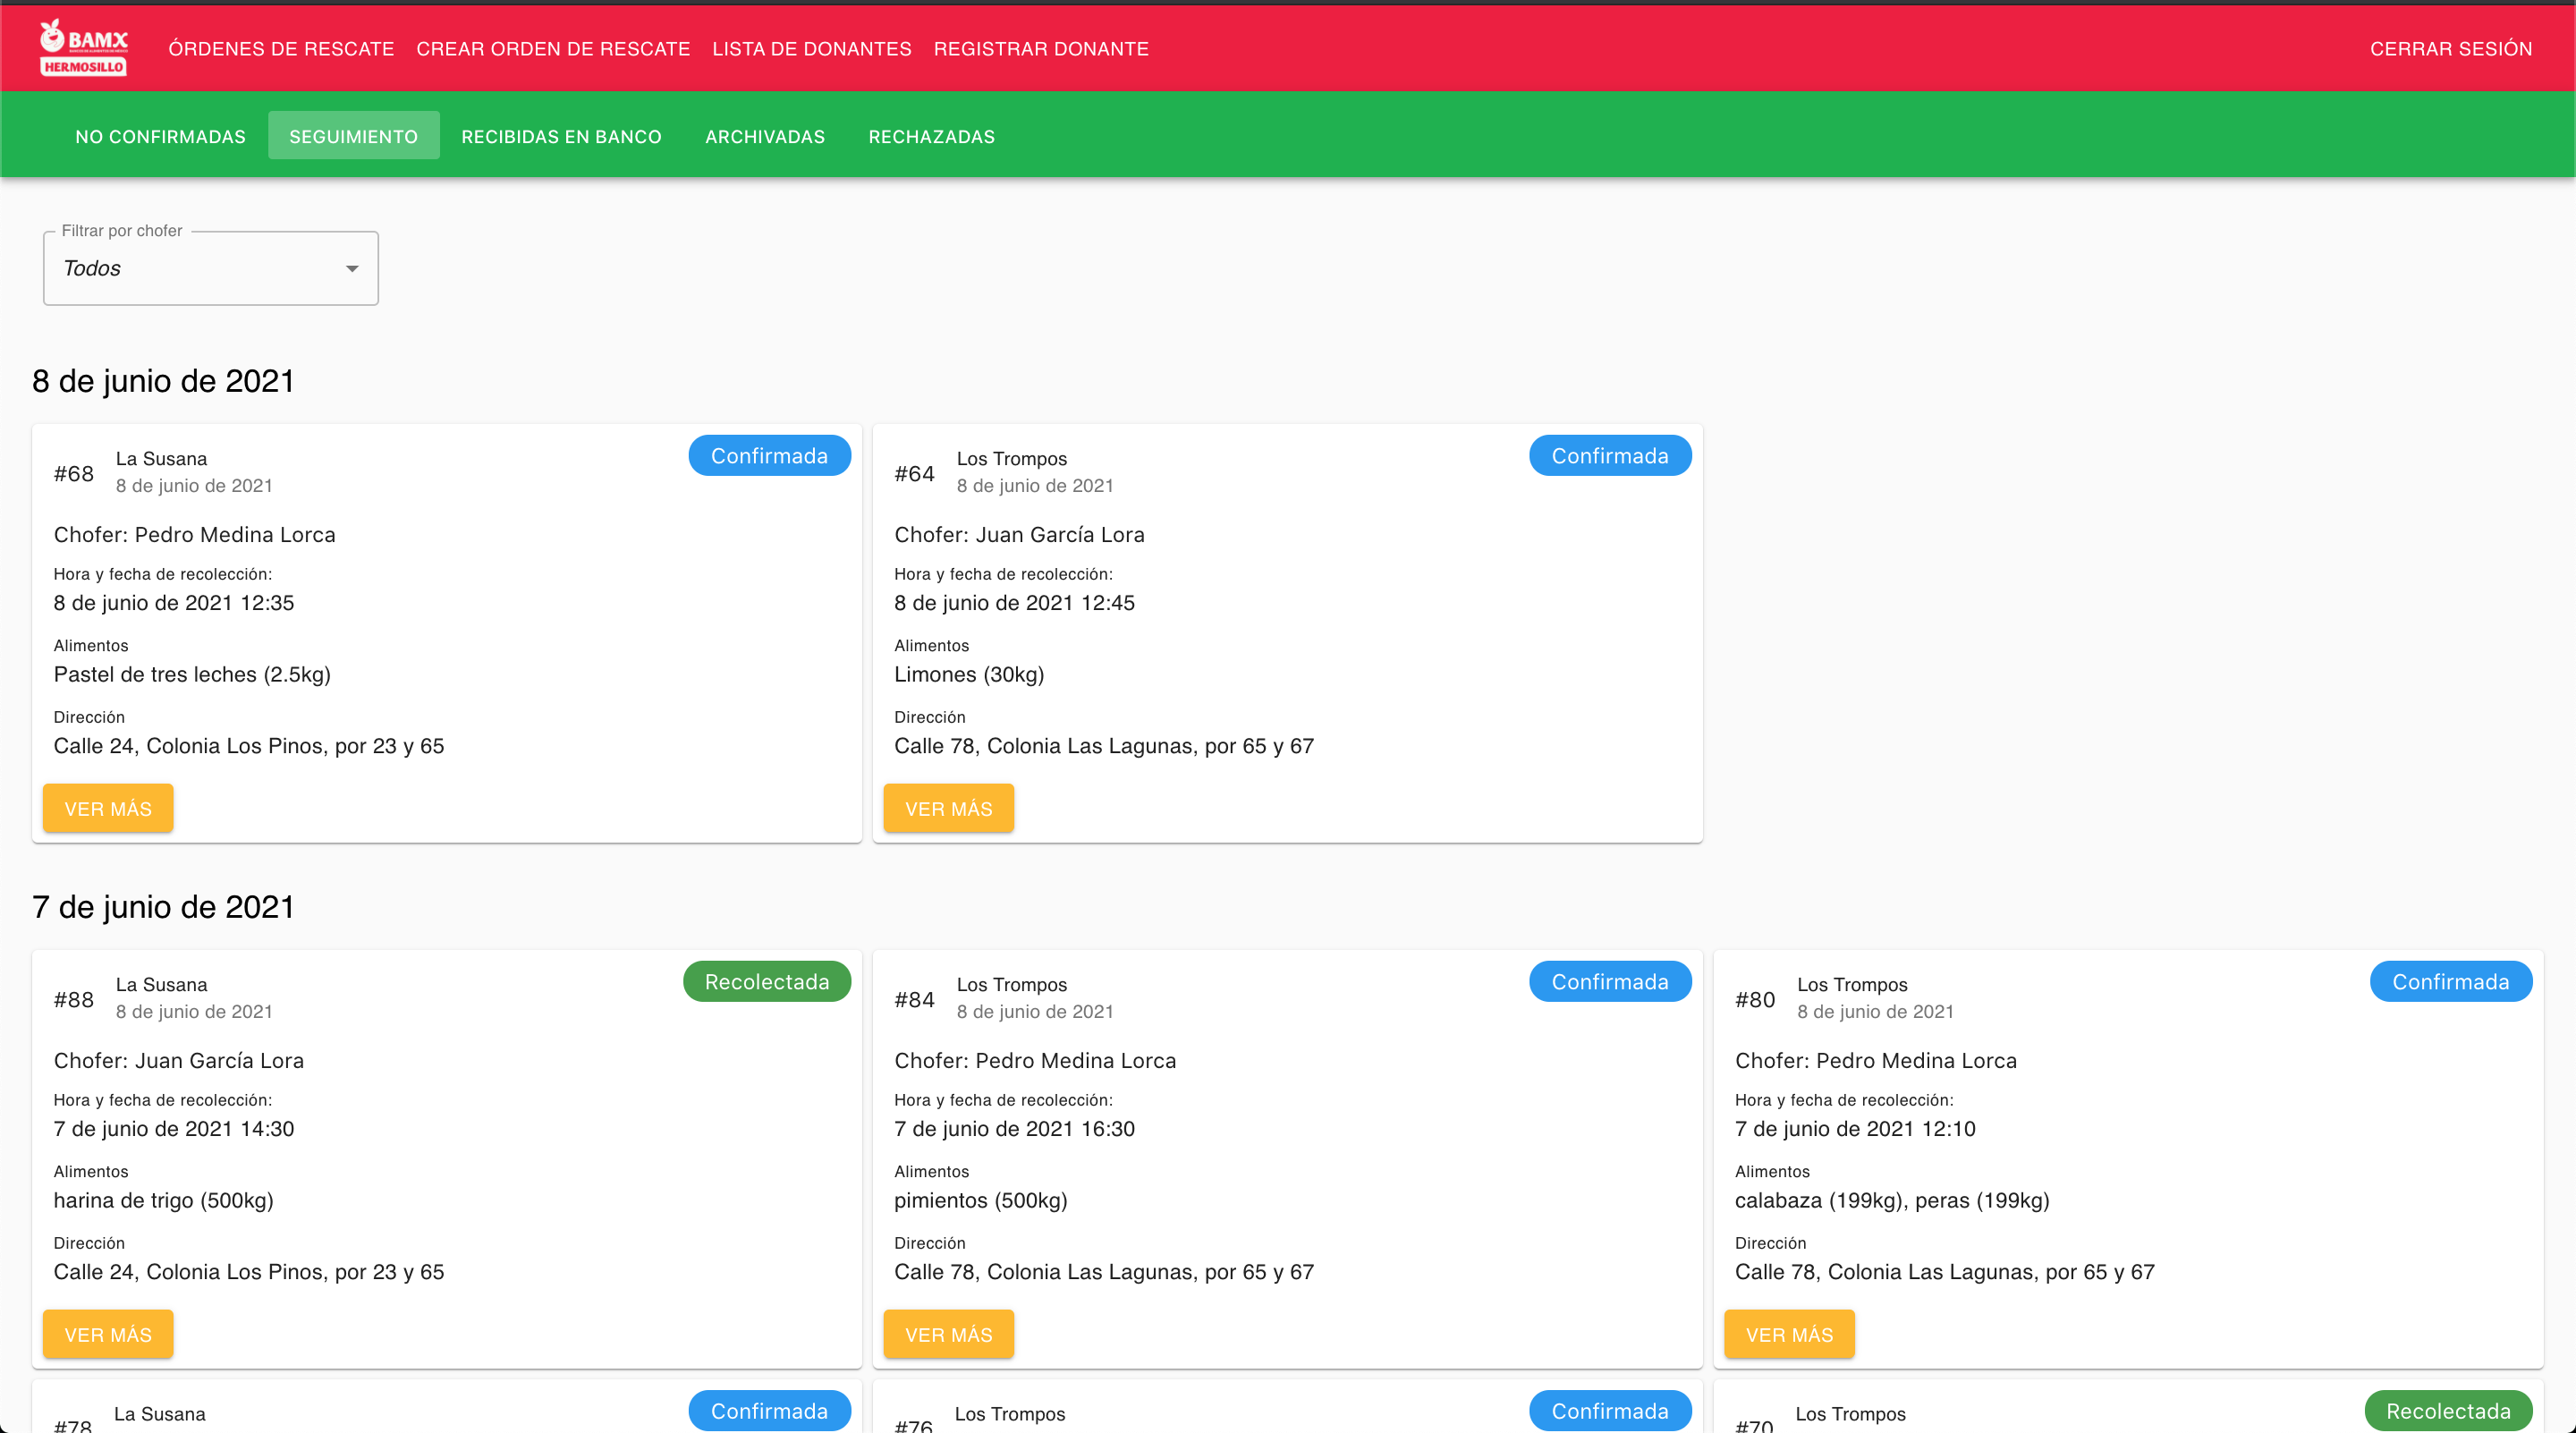 BAMX
HERMOSILLO
ÓRDENES DE RESCATE CREAR ORDEN DE RESCATE LISTA DE DONANTES REGISTRAR DONANTE CERRAR SESIÓN
NO CONFIRMADAS SEGUIMIENTO RECIBIDAS EN BANCO ARCHIVADAS RECHAZADAS
Filtrar por chofer
Todos
8 de junio de 2021
#68
La Susana
8 de junio de 2021
Confirmada
Chofer: Pedro Medina Lorca
Hora y fecha de recolección:
8 de junio de 2021 12:35
Alimentos
Pastel de tres leches (2.5kg)
Dirección
Calle 24, Colonia Los Pinos, por 23 y 65
VER MÁS
#64
Los Trompos
8 de junio de 2021
Confirmada
Chofer: Juan García Lora
Hora y fecha de recolección:
8 de junio de 2021 12:45
Alimentos
Limones (30kg)
Dirección
Calle 78, Colonia Las Lagunas, por 65 y 67
VER MÁS
7 de junio de 2021
#88
La Susana
8 de junio de 2021
Recolectada
Chofer: Juan García Lora
Hora y fecha de recolección:
7 de junio de 2021 14:30
Alimentos
harina de trigo (500kg)
Dirección
Calle 24, Colonia Los Pinos, por 23 y 65
VER MÁS
#84
Los Trompos
8 de junio de 2021
Confirmada
Chofer: Pedro Medina Lorca
Hora y fecha de recolección:
7 de junio de 2021 16:30
Alimentos
pimientos (500kg)
Dirección
Calle 78, Colonia Las Lagunas, por 65 y 67
VER MÁS
#80
Los Trompos
8 de junio de 2021
Confirmada
Chofer: Pedro Medina Lorca
Hora y fecha de recolección:
7 de junio de 2021 12:10
Alimentos
calabaza (199kg), peras (199kg)
Dirección
Calle 78, Colonia Las Lagunas, por 65 y 67
VER MÁS
#78
La Susana
Confirmada
#76
Los Trompos
Confirmada
#70
Los Trompos
Recolectada